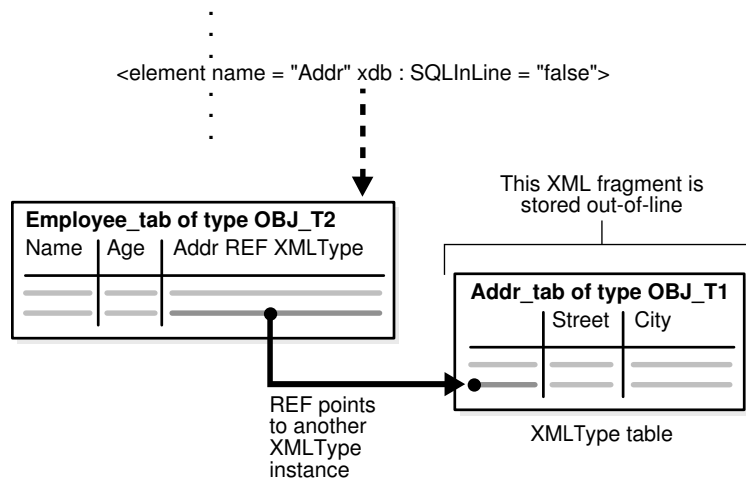 <element name = "Addr" xdb : SQLInLine = "false">
This XML fragment is
stored out-of-line
Employee_tab of type OBJ_T2
Name Age Addr REF XMLType
Addr_tab of type OBJ_T1
Street City
REF points
to another
XMLType
instance
XMLType table